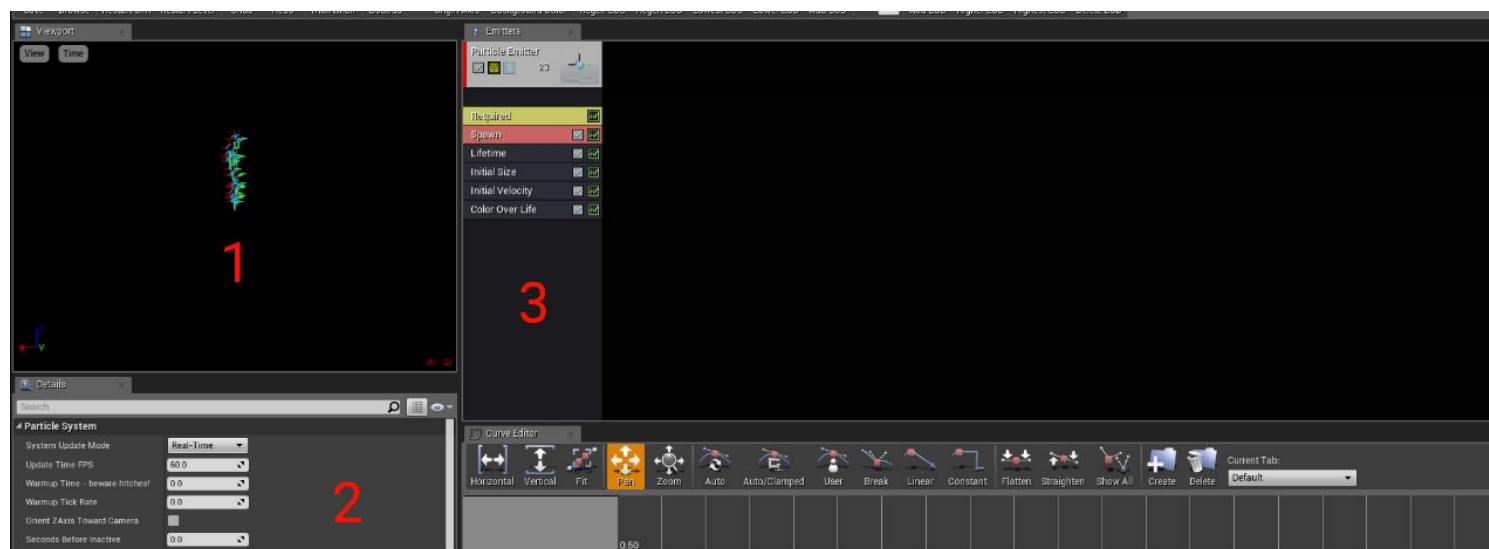 Viewport
View Time
1
20/ 23
Details
Search
Particle System
System Update Mode Real-Time
Update Time FPS 60.0
Warmup Time - beware hitches! 0.0
Warmup Tick Rate 0.0
Orient ZAxis Toward Camera
Seconds Before Inactive 0.0
2
Emitters
Particle Emitter
23
Required
Spawn
Lifetime
Initial Size
Initial Velocity
Color Over Life
3
Curve Editor
Horizontal Vertical Fit Pan Zoom Auto Auto/Clamped User Break Linear Constant Flatten Straighten Show All Create Delete
Current Tab:
Default
0.50